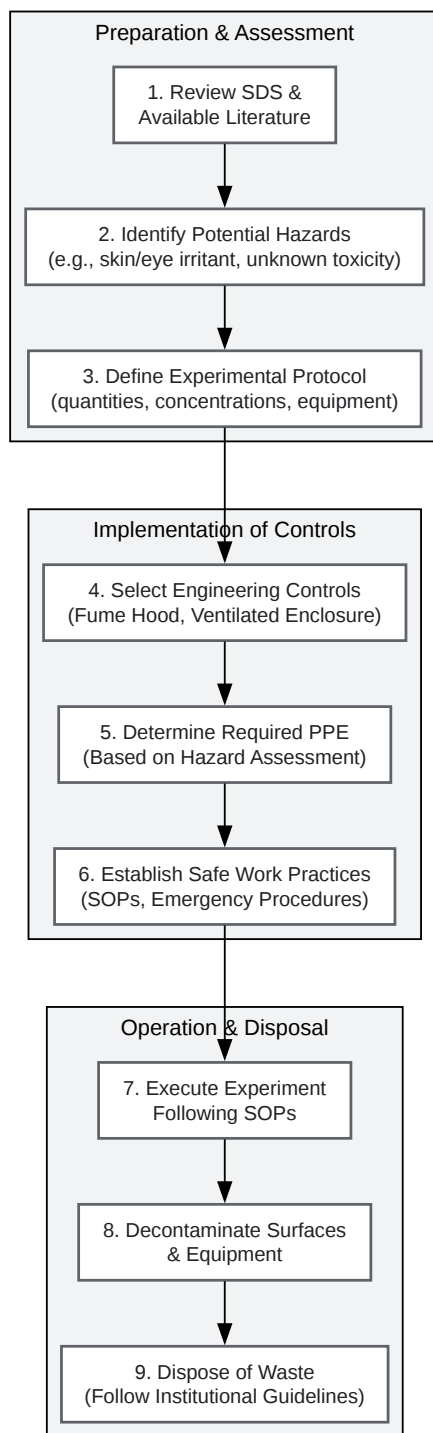 Preparation & Assessment
1. Review SDS &
Available Literature
2. Identify Potential Hazards
(e.g., skin/eye irritant, unknown toxicity)
3. Define Experimental Protocol
(quantities, concentrations, equipment)
Implementation of Controls
4. Select Engineering Controls
(Fume Hood, Ventilated Enclosure)
5. Determine Required PPE
(Based on Hazard Assessment)
6. Establish Safe Work Practices
(SOPs, Emergency Procedures)
Operation & Disposal
7. Execute Experiment
Following SOPs
8. Decontaminate Surfaces
& Equipment
9. Dispose of Waste
(Follow Institutional Guidelines)